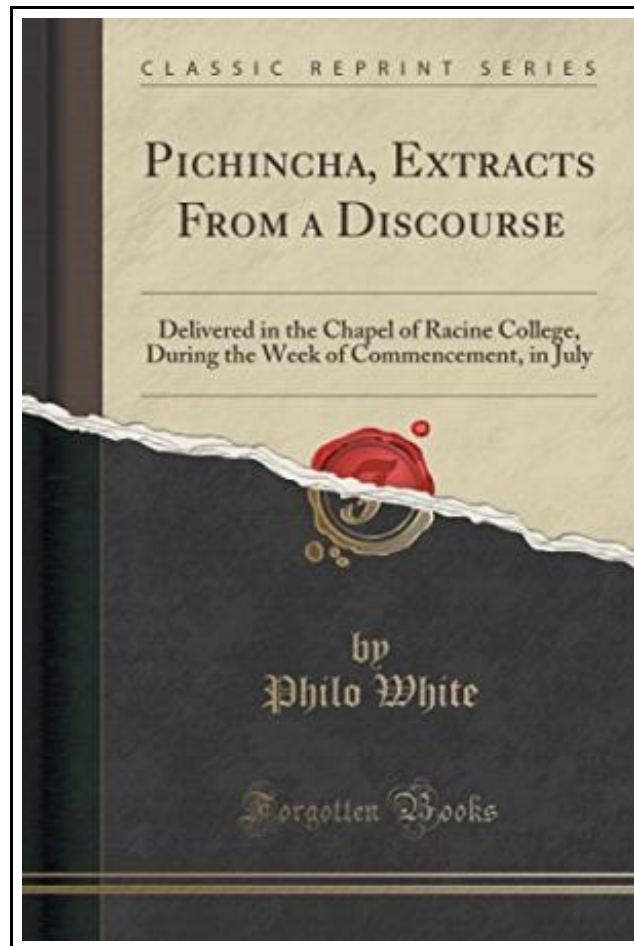 CLASSIC REPRINT SERIES
PICHINCHA, EXTRACTS
FROM A DISCOURSE
Delivered in the Chapel of Racine College,
During the Week of Commencement, in July
by
Philo White
Forgotten Books